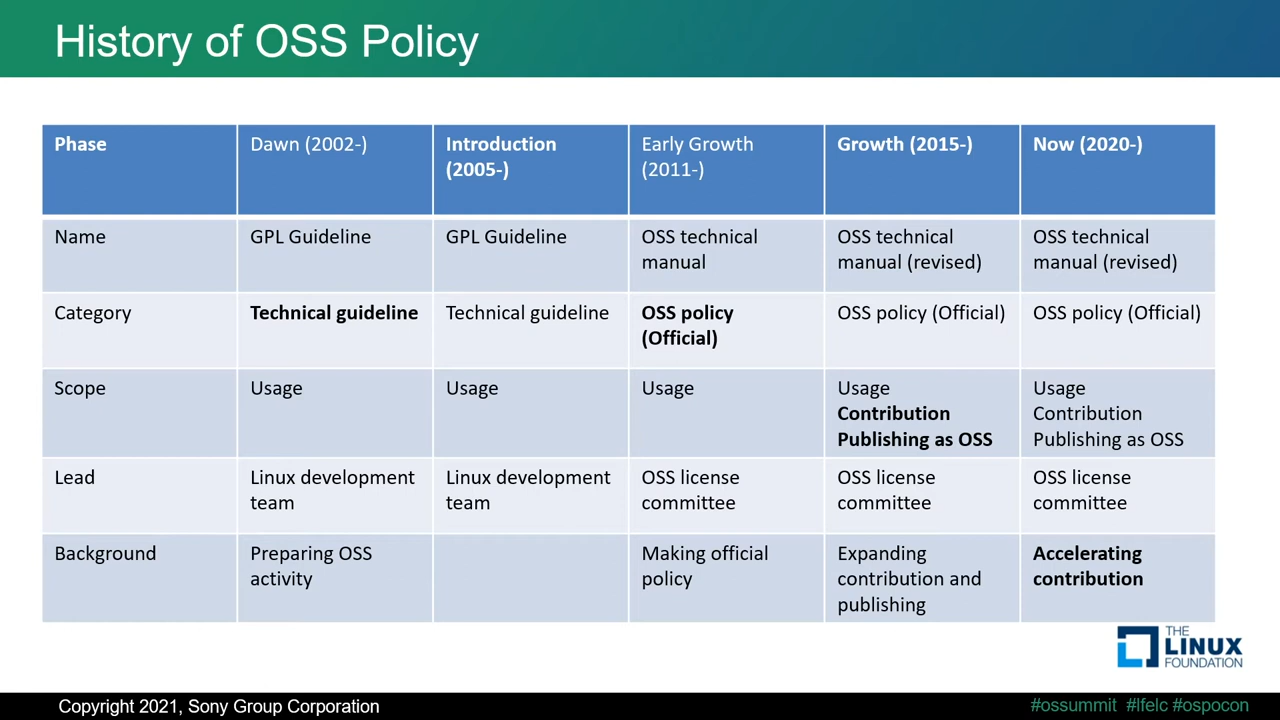 History of OSS Policy
Phase
Dawn (2002-)
Introduction
(2005-)
Early Growth
(2011-)
Growth (2015-)
Now (2020-)
Name
GPL Guideline
GPL Guideline
OSS technical
manual
OSS technical
manual (revised)
OSS technical
manual (revised)
Category
Technical guideline
Technical guideline
OSS policy
(Official)
OSS policy (Official)
OSS policy (Official)
Scope
Usage
Usage
Usage
Usage
Contribution
Publishing as OSS
Usage
Contribution
Publishing as OSS
Lead
Linux development
team
Linux development
team
OSS license
committee
OSS license
committee
OSS license
committee
Background
Preparing OSS
activity
Making official
policy
Expanding
contribution and
publishing
Accelerating
contribution
THE
LINUX
FOUNDATION
Copyright 2021, Sony Group Corporation
#ossummit #lfelc #ospocon